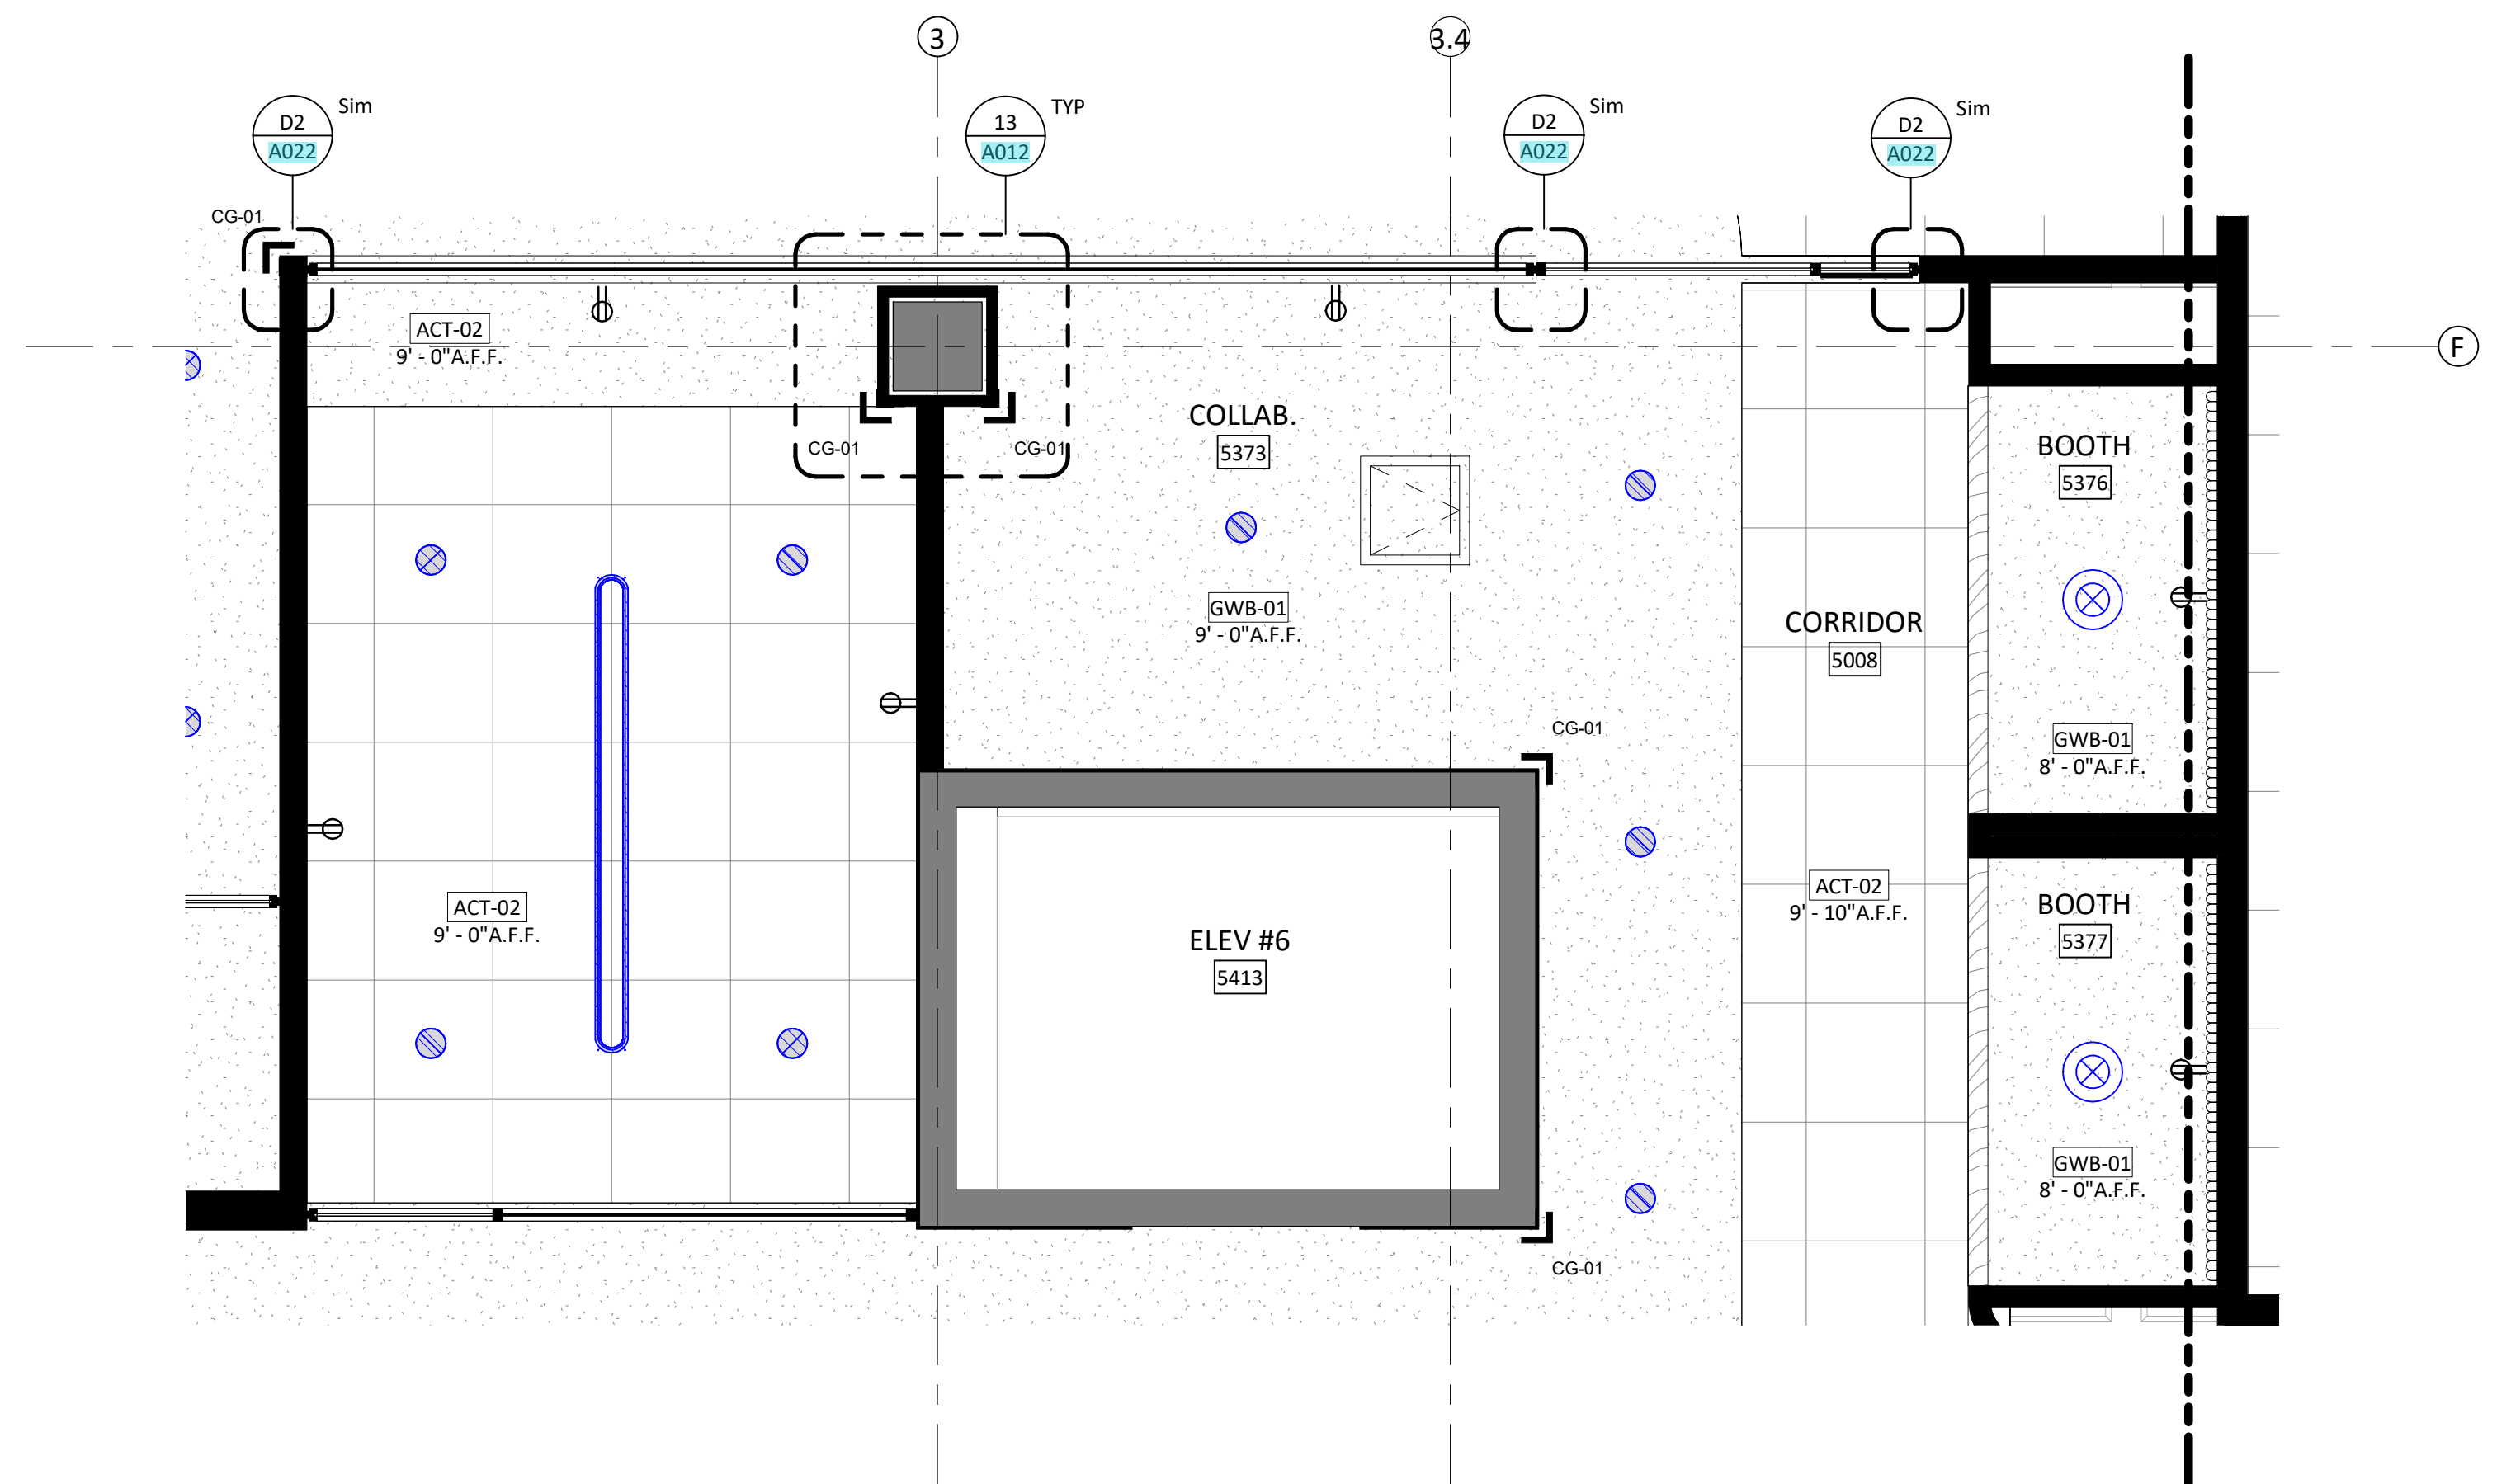 3
3.4
D2
A022
Sim
13
A012
TYP
D2
A022
Sim
D2
A022
Sim
CG-01
ACT-02
9' - 0"A.F.F.
F
COLLAB.
5373
CG-01
CG-01
BOOTH
5376
GWB-01
9' - 0"A.F.F.
CORRIDOR
5008
CG-01
GWB-01
8' - 0"A.F.F.
ACT-02
9' - 0"A.F.F.
ACT-02
9' - 10"A.F.F.
BOOTH
5377
ELEV #6
5413
GWB-01
8' - 0"A.F.F.
CG-01